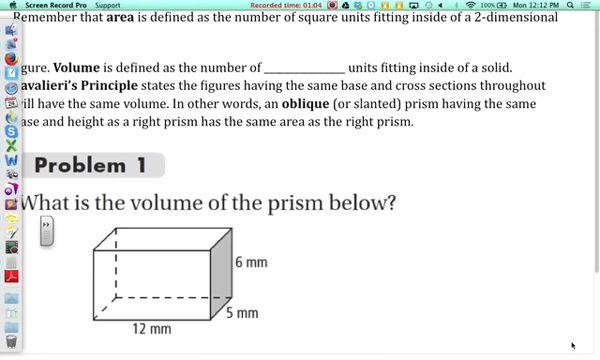 Screen Record Pro Support Recorded time: 01:04 100% Mon 12:12 PM
Remember that area is defined as the number of square units fitting inside of a 2-dimensional
gure. Volume is defined as the number of ______________ units fitting inside of a solid.
avalieri's Principle states the figures having the same base and cross sections throughout
ill have the same volume. In other words, an oblique (or slanted) prism having the same
ase and height as a right prism has the same area as the right prism.
Problem 1
What is the volume of the prism below?
6 mm
5 mm
12 mm